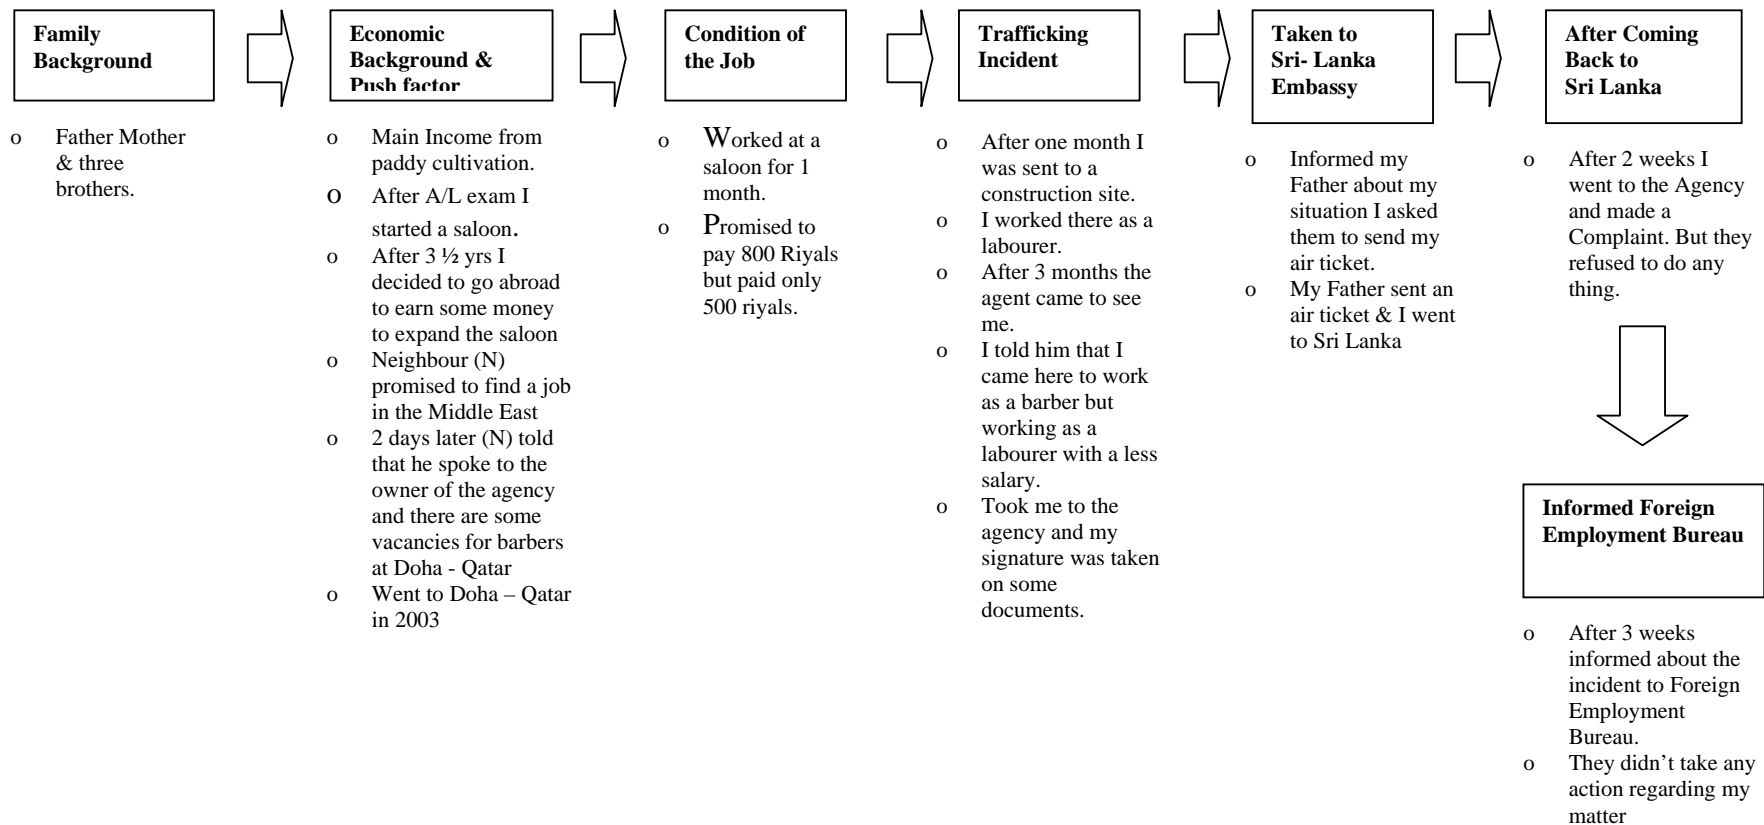 Family
Background
o Father Mother
& three
brothers.
Economic
Background &
Push factor
o Main Income from
paddy cultivation.
o After A/L exam I
started a saloon.
o After 3 ½ yrs I
decided to go abroad
to earn some money
to expand the saloon
o Neighbour (N)
promised to find a job
in the Middle East
o 2 days later (N) told
that he spoke to the
owner of the agency
and there are some
vacancies for barbers
at Doha - Qatar
o Went to Doha – Qatar
in 2003
Condition of
the Job
o Worked at a
saloon for 1
month.
o Promised to
pay 800 Riyals
but paid only
500 riyals.
Trafficking
Incident
o After one month I
was sent to a
construction site.
o I worked there as a
labourer.
o After 3 months the
agent came to see
me.
o I told him that I
came here to work
as a barber but
working as a
labourer with a less
salary.
o Took me to the
agency and my
signature was taken
on some
documents.
Taken to
Sri- Lanka
Embassy
o Informed my
Father about my
situation I asked
them to send my
air ticket.
o My Father sent an
air ticket & I went
to Sri Lanka
After Coming
Back to
Sri Lanka
o After 2 weeks I
went to the Agency
and made a
Complaint. But they
refused to do any
thing.
Informed Foreign
Employment Bureau
o After 3 weeks
informed about the
incident to Foreign
Employment
Bureau.
o They didn’t take any
action regarding my
matter